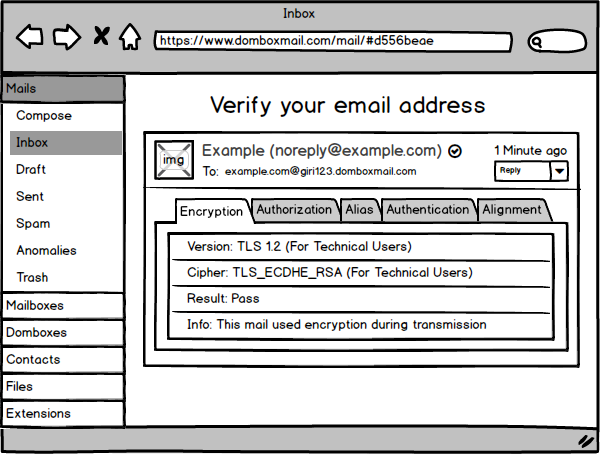 Inbox
https://www.domboxmail.com/mail/#d556beae
Mails
Compose
Inbox
Draft
Sent
Spam
Anomalies
Trash
Mailboxes
Domboxes
Contacts
Files
Extensions
Verify your email address
img
Example (noreply@example.com)
1 Minute ago
To: example.com@giri123.domboxmail.com
Reply
Encryption Authorization Alias Authentication Alignment
Version: TLS 1.2 (For Technical Users)
Cipher: TLS_ECDHE_RSA (For Technical Users)
Result: Pass
Info: This mail used encryption during transmission